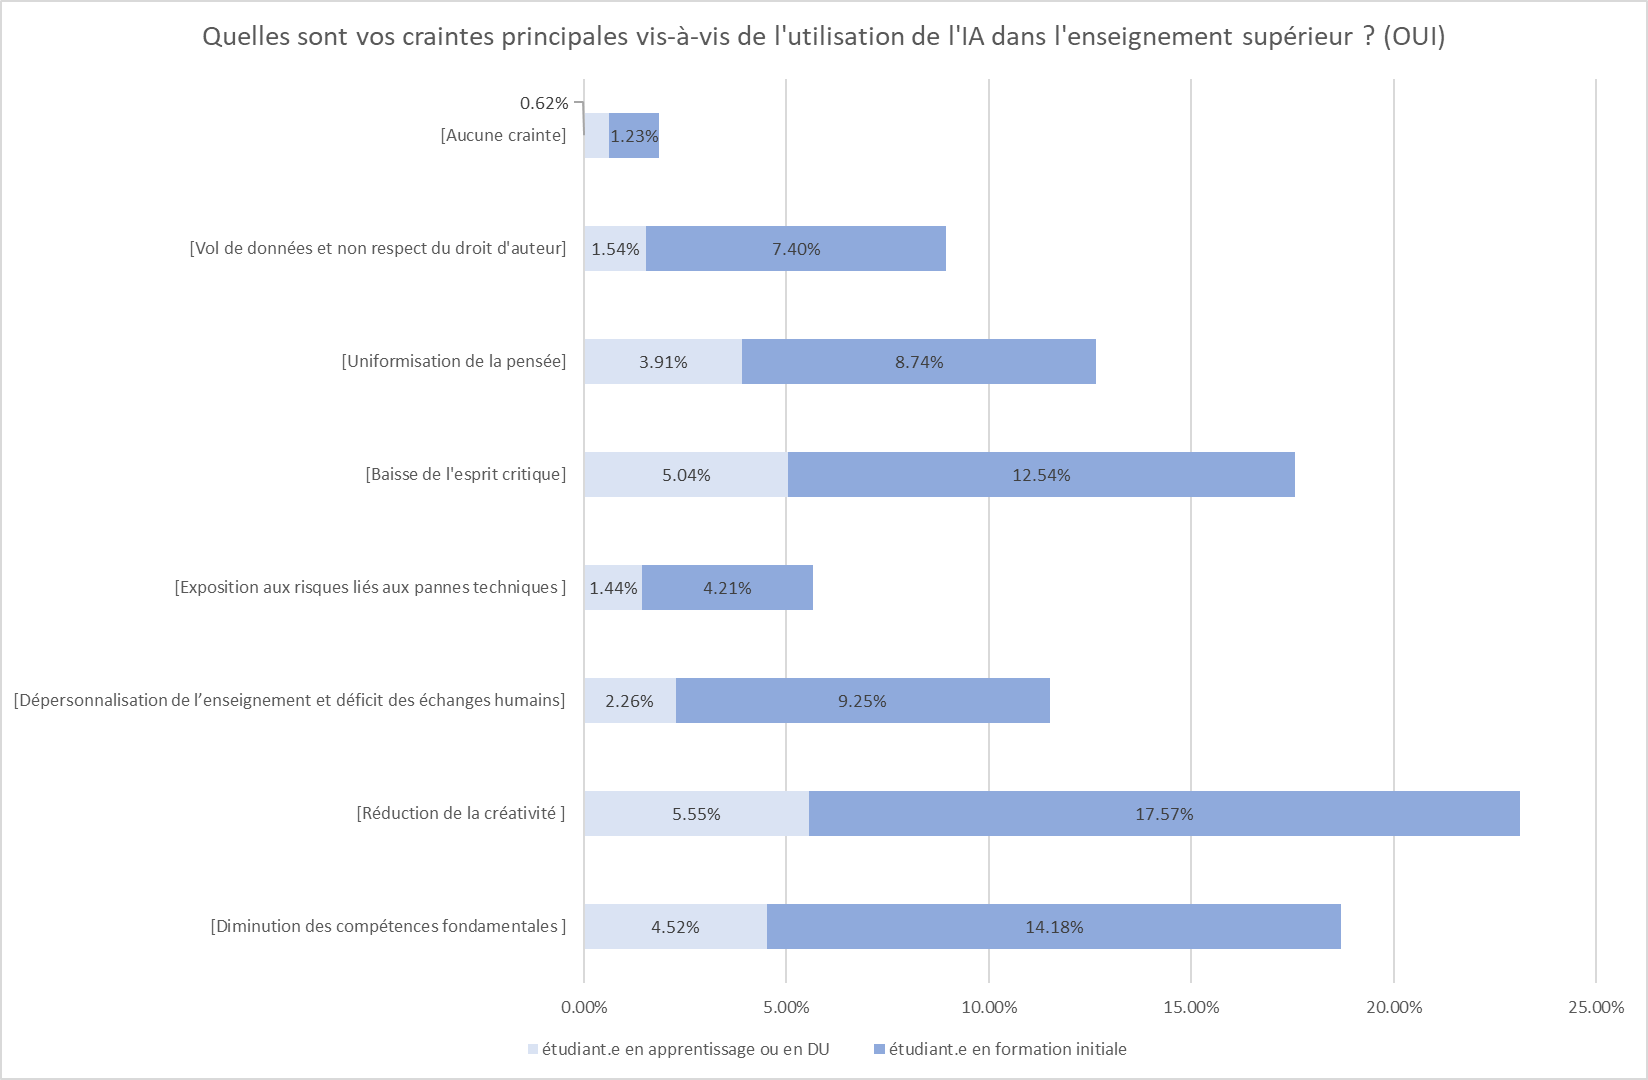 Quelles sont vos craintes principales vis-à-vis de l'utilisation de l'IA dans l'enseignement supérieur ? (OUI)
0.62%
[Aucune crainte]
1.23%
[Vol de données et non respect du droit d'auteur]
1.54%
7.40%
[Uniformisation de la pensée]
3.91%
8.74%
[Baisse de l'esprit critique]
5.04%
12.54%
[Exposition aux risques liés aux pannes techniques ]
1.44%
4.21%
[Dépersonnalisation de l’enseignement et déficit des échanges humains]
2.26%
9.25%
[Réduction de la créativité ]
5.55%
17.57%
[Diminution des compétences fondamentales ]
4.52%
14.18%
0.00%
5.00%
10.00%
15.00%
20.00%
25.00%
étudiant.e en apprentissage ou en DU
étudiant.e en formation initiale